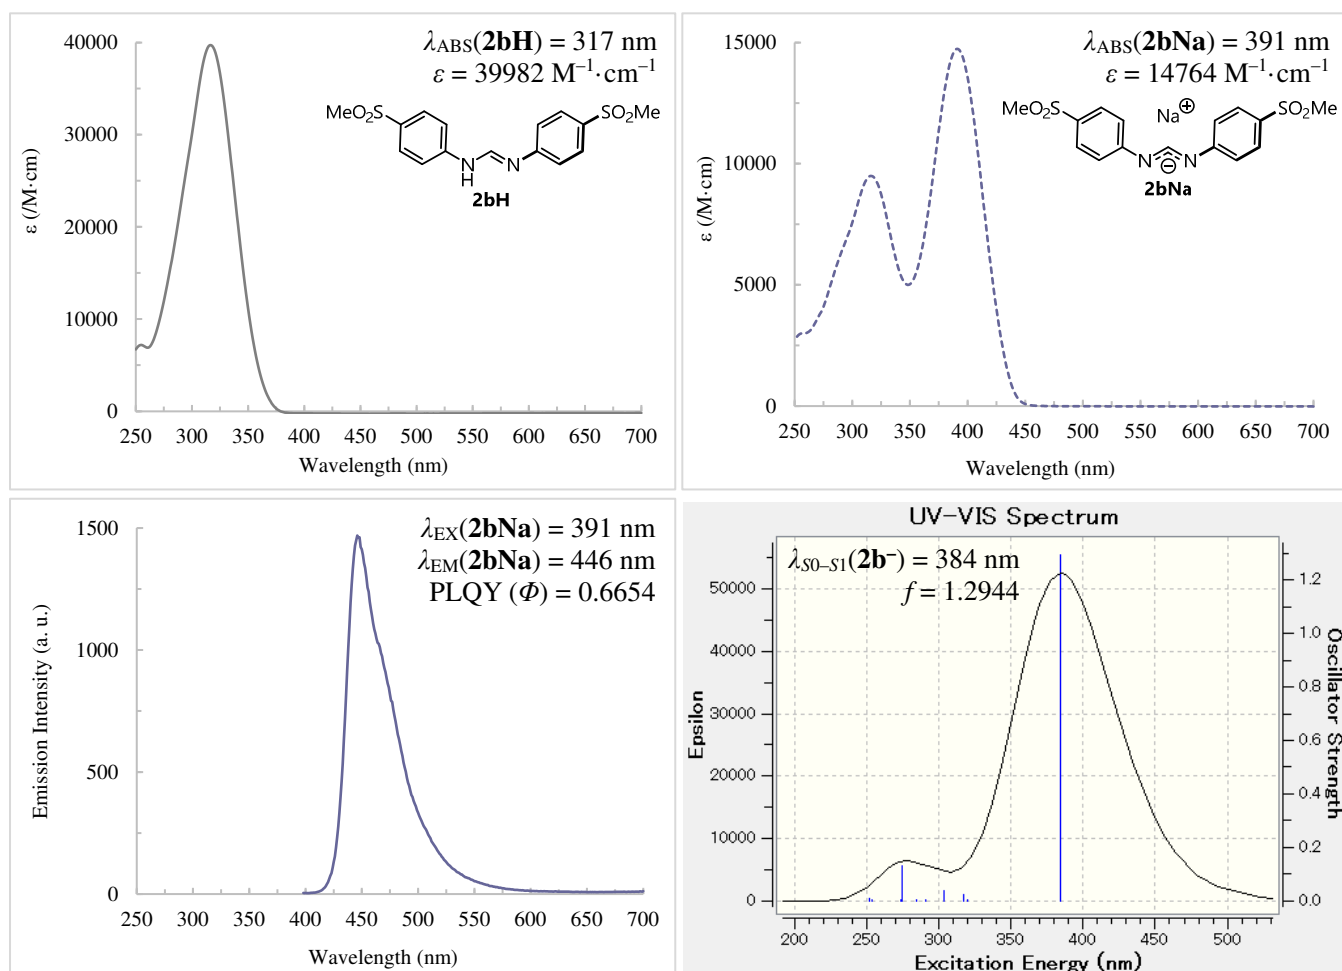 λABS(2bH) = 317 nm
ε = 39982 M⁻¹·cm⁻¹
40000
30000
20000
10000
0
ε (/M·cm)
MeO₂S
SO₂Me
N
H
N
2bH
250 300 350 400 450 500 550 600 650 700
Wavelength (nm)
λABS(2bNa) = 391 nm
ε = 14764 M⁻¹·cm⁻¹
15000
10000
5000
0
ε (/M·cm)
MeO₂S
Na⊕
SO₂Me
N
N
⊖
2bNa
250 300 350 400 450 500 550 600 650 700
Wavelength (nm)
λEX(2bNa) = 391 nm
λEM(2bNa) = 446 nm
PLQY (Φ) = 0.6654
1500
1000
500
0
Emission Intensity (a. u.)
250 300 350 400 450 500 550 600 650 700
Wavelength (nm)
UV-VIS Spectrum
λS0–S1(2b⁻) = 384 nm
f = 1.2944
50000
40000
30000
20000
10000
0
Epsilon
1.2
1.0
0.8
0.6
0.4
0.2
0.0
Oscillator Strength
200 250 300 350 400 450 500
Excitation Energy (nm)